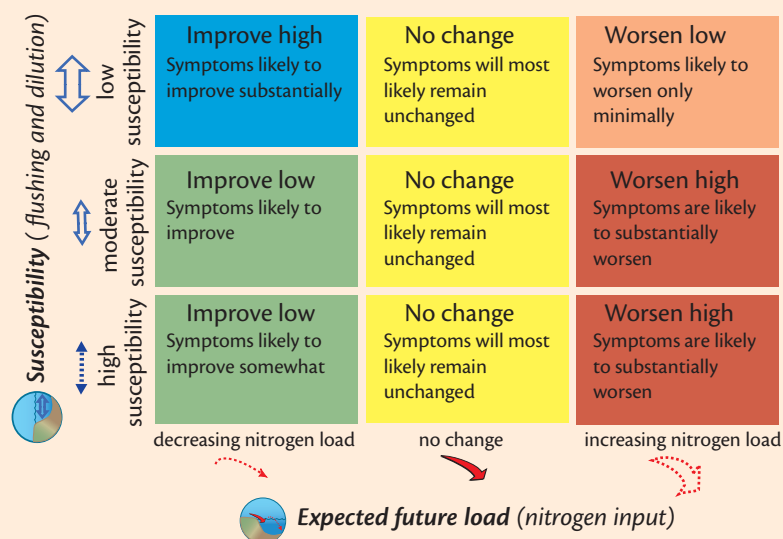 Susceptibility (flushing and dilution)
low
susceptibility
Improve high
Symptoms likely to
improve substantially
No change
Symptoms will most
likely remain
unchanged
Worsen low
Symptoms likely to
worsen only
minimally
moderate
susceptibility
Improve low
Symptoms likely to
improve
No change
Symptoms will most
likely remain
unchanged
Worsen high
Symptoms are likely
to substantially
worsen
high
susceptibility
Improve low
Symptoms likely to
improve somewhat
No change
Symptoms will most
likely remain
unchanged
Worsen high
Symptoms are likely
to substantially
worsen
decreasing nitrogen load
no change
increasing nitrogen load
Expected future load (nitrogen input)